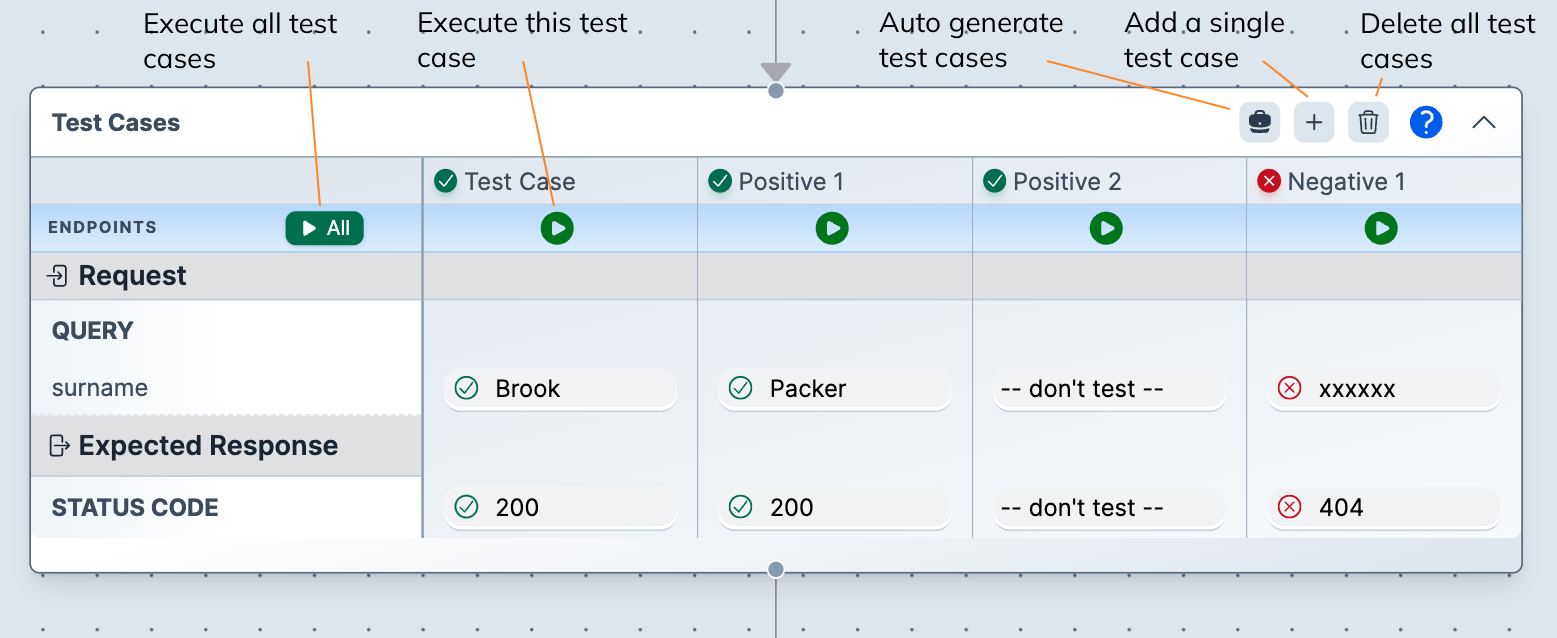 Execute all test
cases
Execute this test
case
Auto generate
test cases
Add a single
test case
Delete all test
cases
Test Cases
+ ?
Test Case Positive 1 Positive 2 Negative 1
ENDPOINTS All
Request
QUERY
surname Brook Packer -- don't test -- xxxxxx
Expected Response
STATUS CODE 200 200 -- don't test -- 404